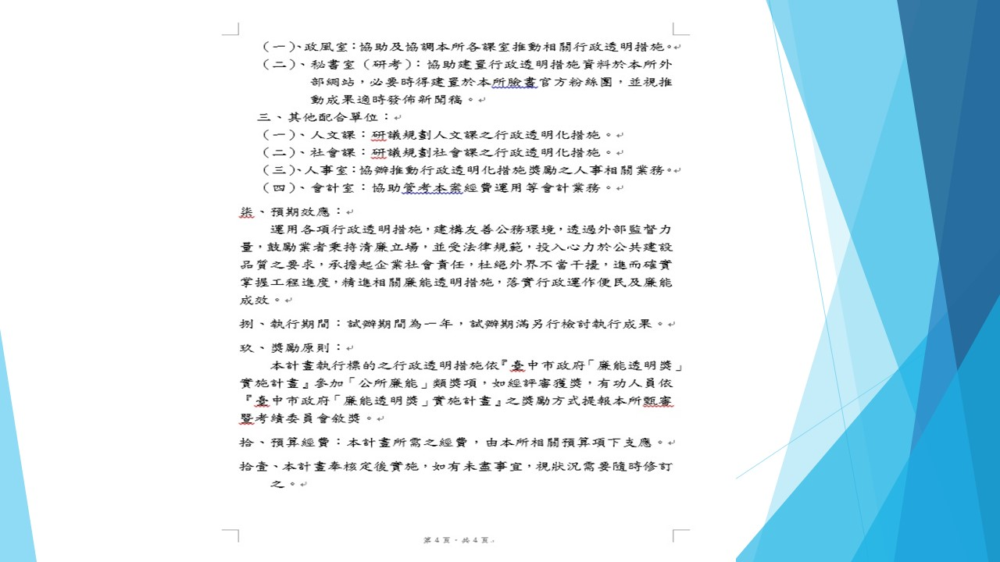 （一）、政風室：協助及協調本所各課室推動相關行政透明措施。
（二）、秘書室（研考）：協助建置行政透明措施資料於本所外
部網站，必要時得建置於本所臉書官方粉絲團，並視推
動成果適時發佈新聞稿。
三、其他配合單位：
（一）、人文課：研議規劃人文課之行政透明化措施。
（二）、社會課：研議規劃社會課之行政透明化措施。
（三）、人事室：協辦推動行政透明化措施獎勵之人事相關業務。
（四）、會計室：協助管考本案經費運用等會計業務。
柒、預期效應：
運用各項行政透明措施，建構友善公務環境，透過外部監督力
量，鼓勵業者秉持清廉立場，並受法律規範，投入心力於公共建設
品質之要求，承擔起企業社會責任，杜絕外界不當干擾，進而確實
掌握工程進度，精進相關廉能透明措施，落實行政運作便民及廉能
成效。
捌、執行期間：試辦期間為一年，試辦期滿另行檢討執行成果。
玖、獎勵原則：
本計畫執行標的之行政透明措施依『臺中市政府「廉能透明獎」
實施計畫』參加「公所廉能」類獎項，如經評審獲獎，有功人員依
『臺中市政府「廉能透明獎」實施計畫』之獎勵方式提報本所甄審
暨考績委員會敘獎。
拾、預算經費：本計畫所需之經費，由本所相關預算項下支應。
拾壹、本計畫奉核定後實施，如有未盡事宜，視狀況需要隨時修訂
之。
第 4 頁，共 4 頁